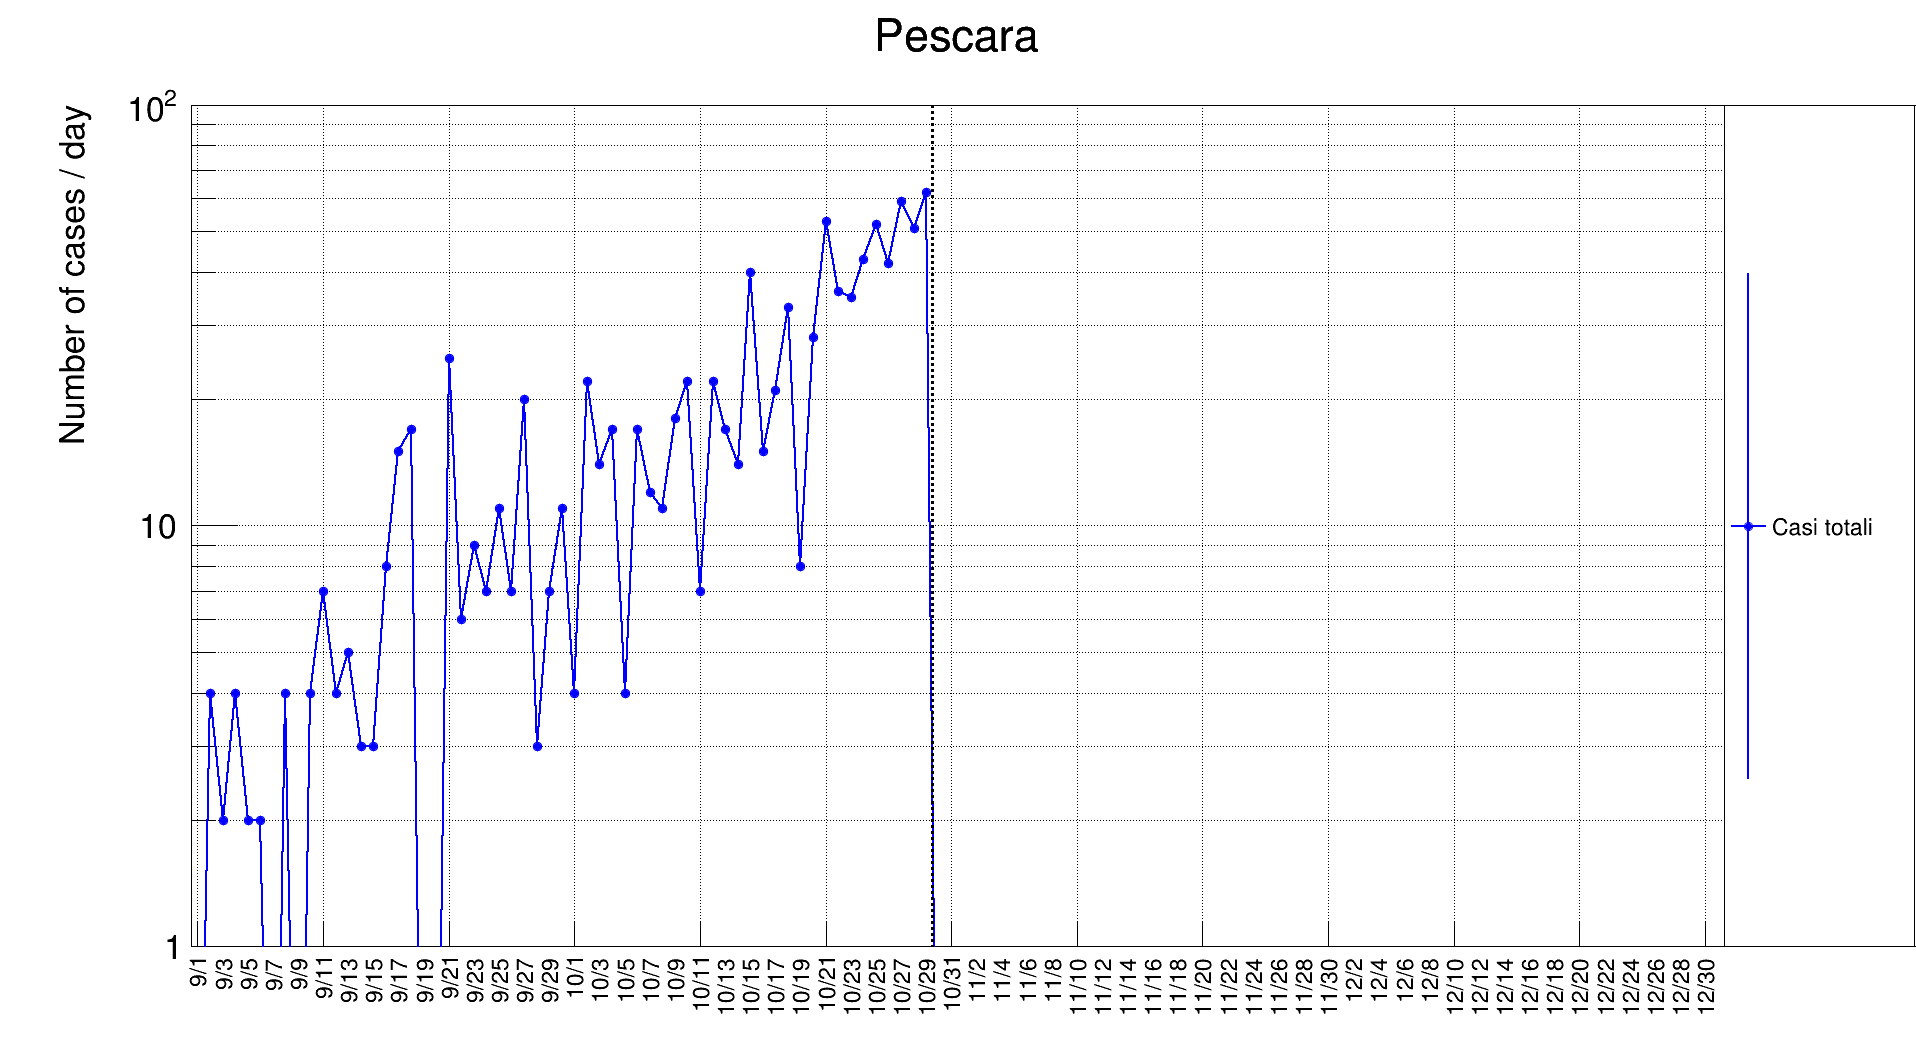 Pescara
Number of cases / day
10²
10
1
9/1 9/3 9/5 9/7 9/9 9/11 9/13 9/15 9/17 9/19 9/21 9/23 9/25 9/27 9/29 10/1 10/3 10/5 10/7 10/9 10/11 10/13 10/15 10/17 10/19 10/21 10/23 10/25 10/27 10/29 10/31 11/2 11/4 11/6 11/8 11/10 11/12 11/14 11/16 11/18 11/20 11/22 11/24 11/26 11/28 11/30 12/2 12/4 12/6 12/8 12/10 12/12 12/14 12/16 12/18 12/20 12/22 12/24 12/26 12/28 12/30
Casi totali